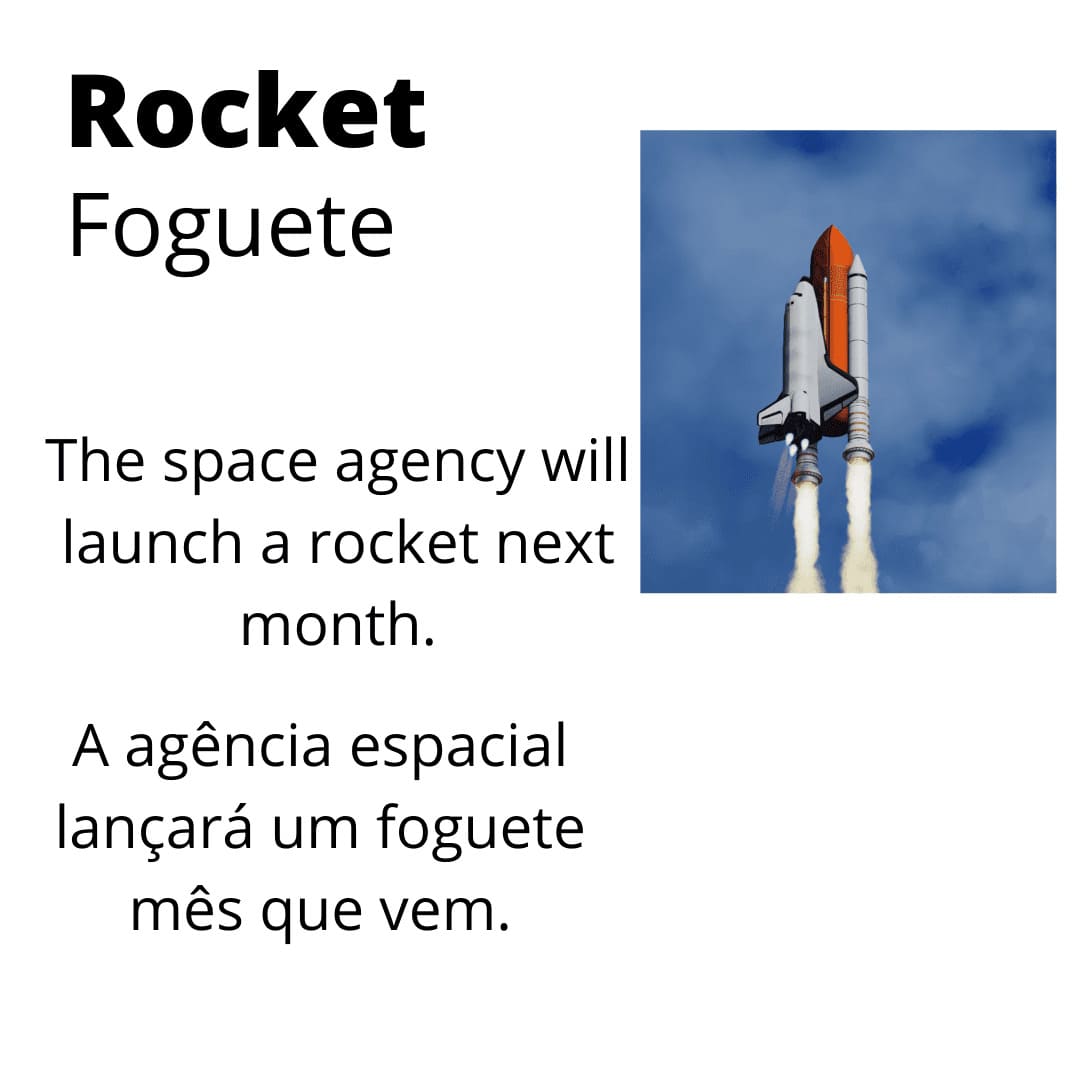 Rocket
Foguete
The space agency will
launch a rocket next
month.
A agência espacial
lançará um foguete
mês que vem.